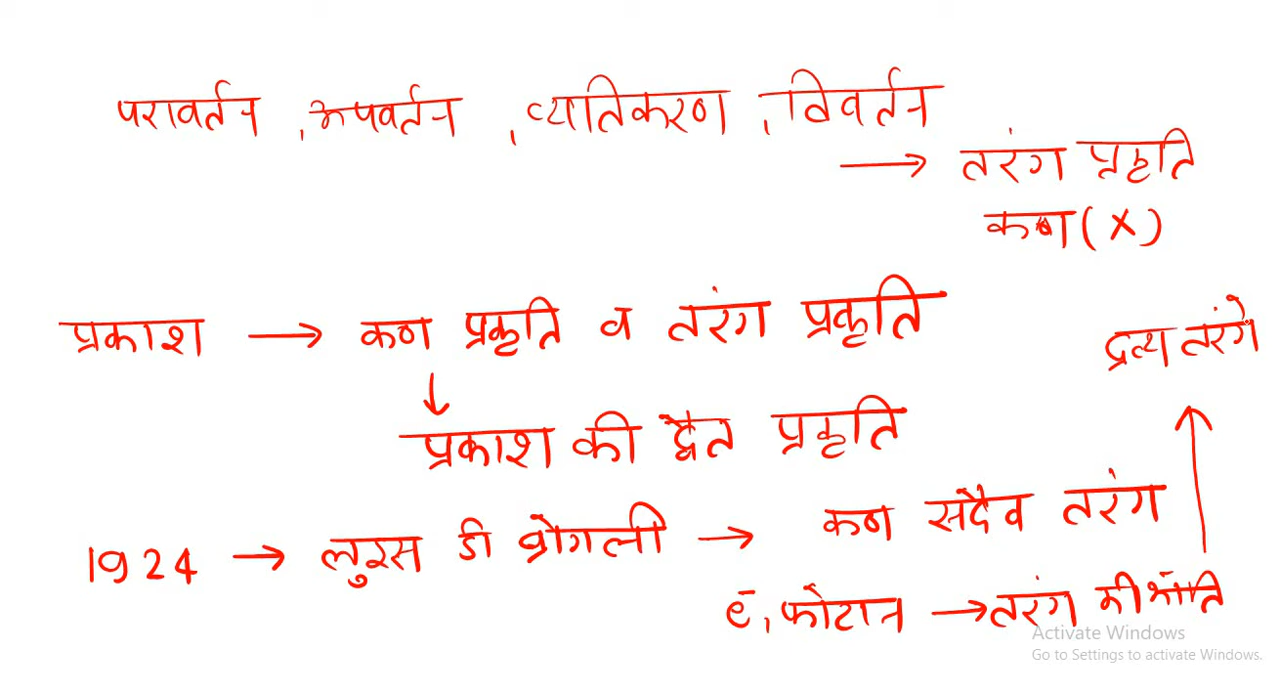 परावर्तन , अपवर्तन , व्यतिकरण , विवर्तन
→ तरंग प्रकृति
कण (X)
प्रकाश → कण प्रकृति व तरंग प्रकृति
↓
प्रकाश की द्वैत प्रकृति
द्रव्य तरंगे
↑
1924 → लुइस डी ब्रोगली → कण सदैव तरंग
e⁻, फोटान → तरंग की भाँति
Activate Windows
Go to Settings to activate Windows.